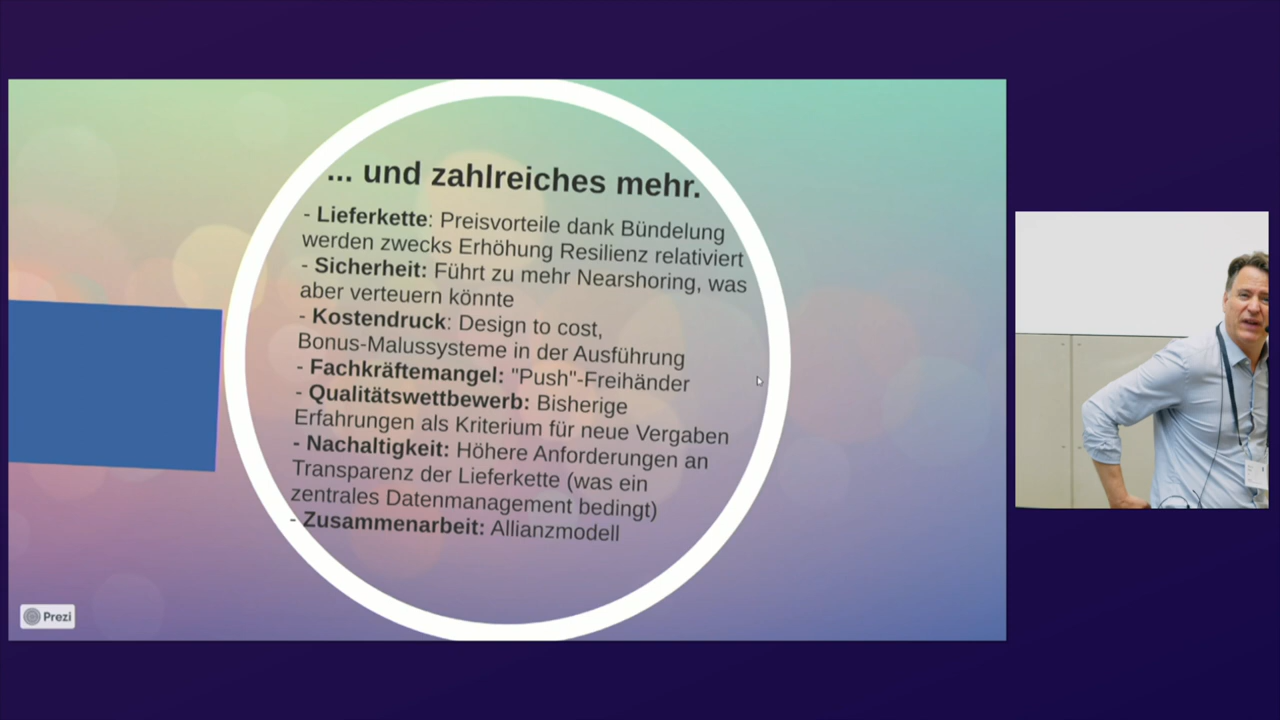 ... und zahlreiches mehr.
- Lieferkette: Preisvorteile dank Bündelung
werden zwecks Erhöhung Resilienz relativiert
- Sicherheit: Führt zu mehr Nearshoring, was
aber verteuern könnte
- Kostendruck: Design to cost,
Bonus-Malussysteme in der Ausführung
- Fachkräftemangel: "Push"-Freihänder
- Qualitätswettbewerb: Bisherige
Erfahrungen als Kriterium für neue Vergaben
- Nachaltigkeit: Höhere Anforderungen an
Transparenz der Lieferkette (was ein
zentrales Datenmanagement bedingt)
- Zusammenarbeit: Allianzmodell
Prezi